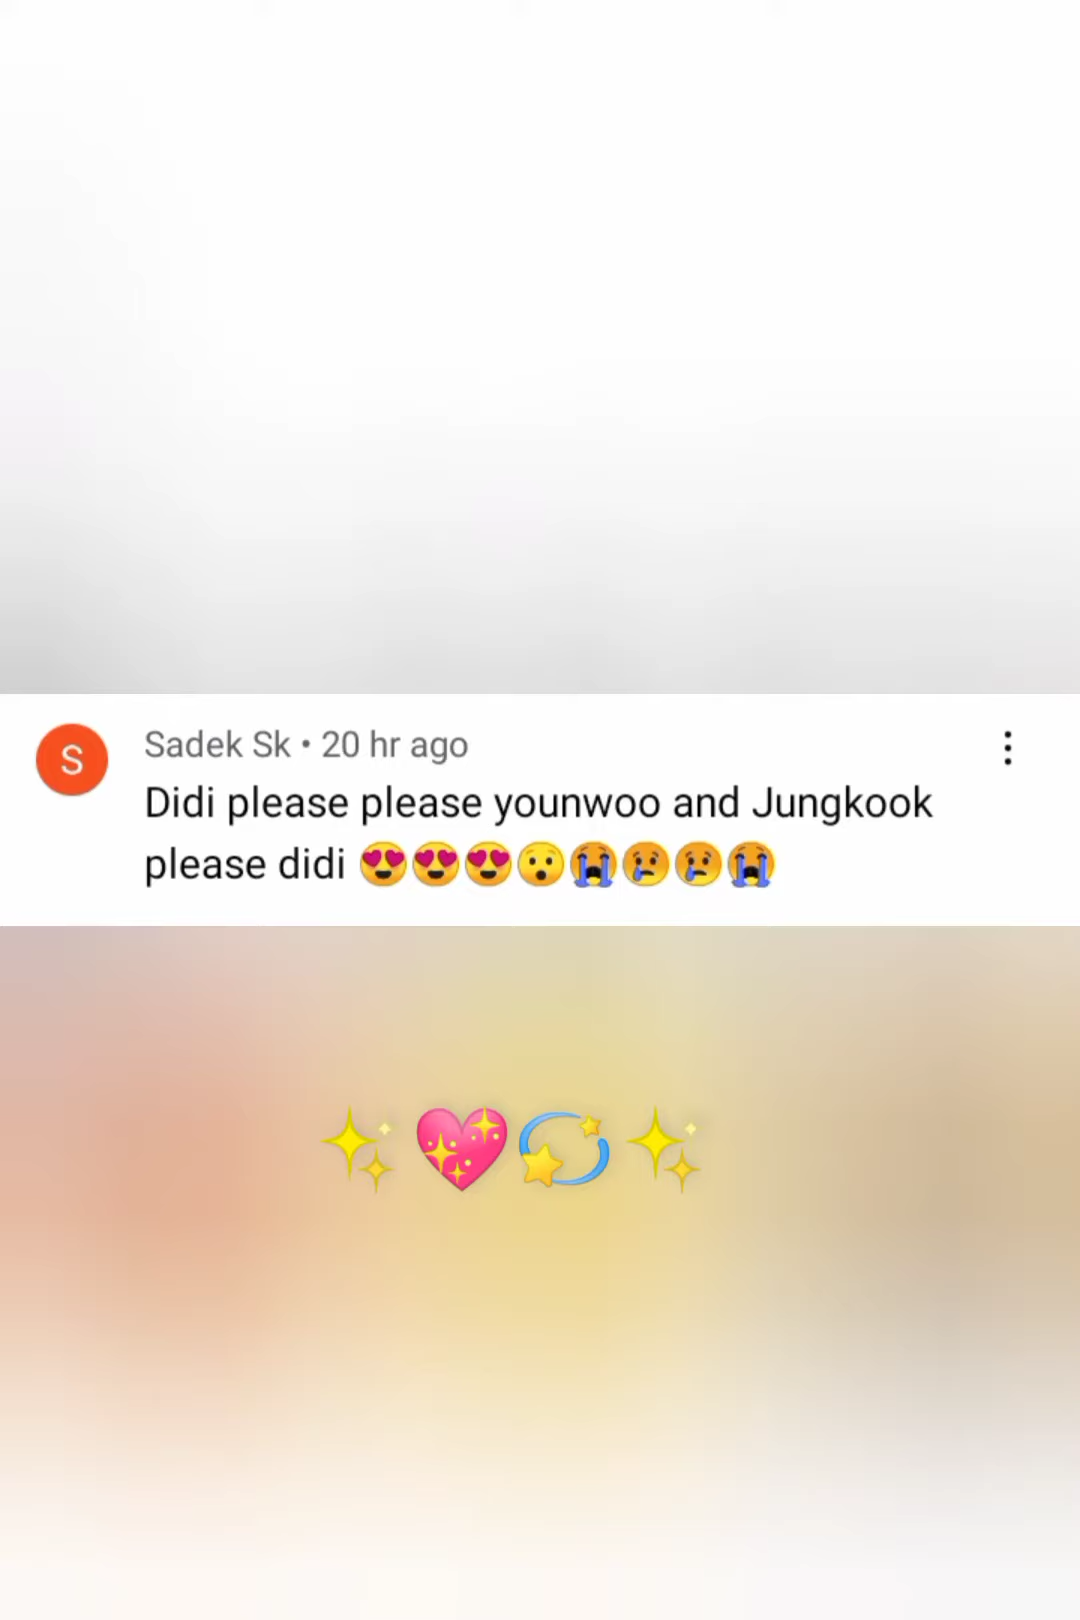 S
Sadek Sk • 20 hr ago
Didi please please younwoo and Jungkook
please didi 😍😍😍😯😭😢😢😭
✨💖💫✨